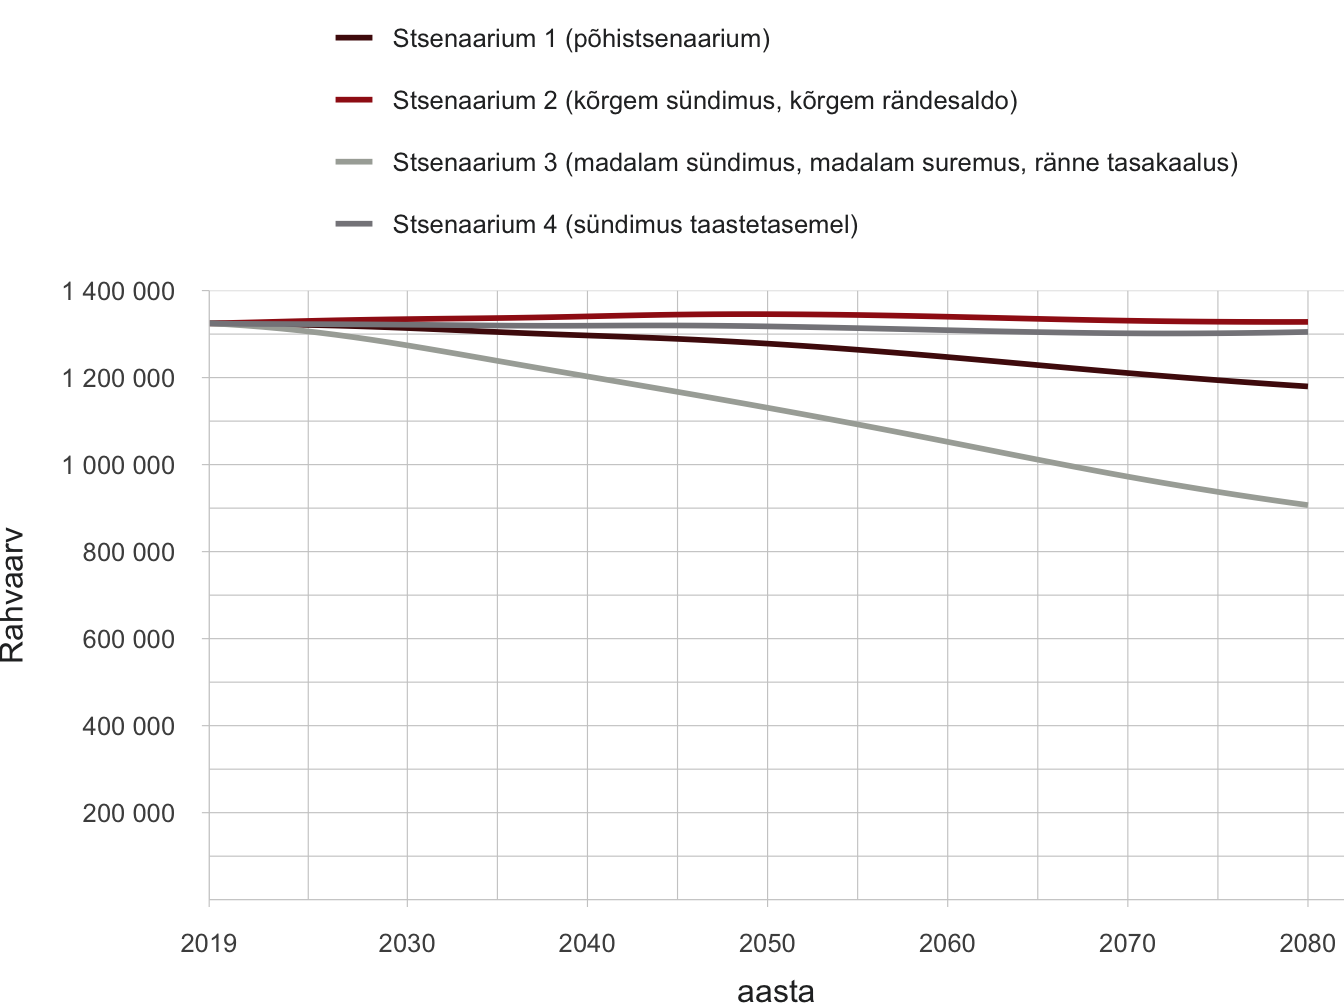 Stsenaarium 1 (põhistsenaarium)
Stsenaarium 2 (kõrgem sündimus, kõrgem rändesaldo)
Stsenaarium 3 (madalam sündimus, madalam suremus, ränne tasakaalus)
Stsenaarium 4 (sündimus taastetasemel)
1 400 000
1 200 000
1 000 000
800 000
600 000
400 000
200 000
Rahvaarv
2019 2030 2040 2050 2060 2070 2080
aasta